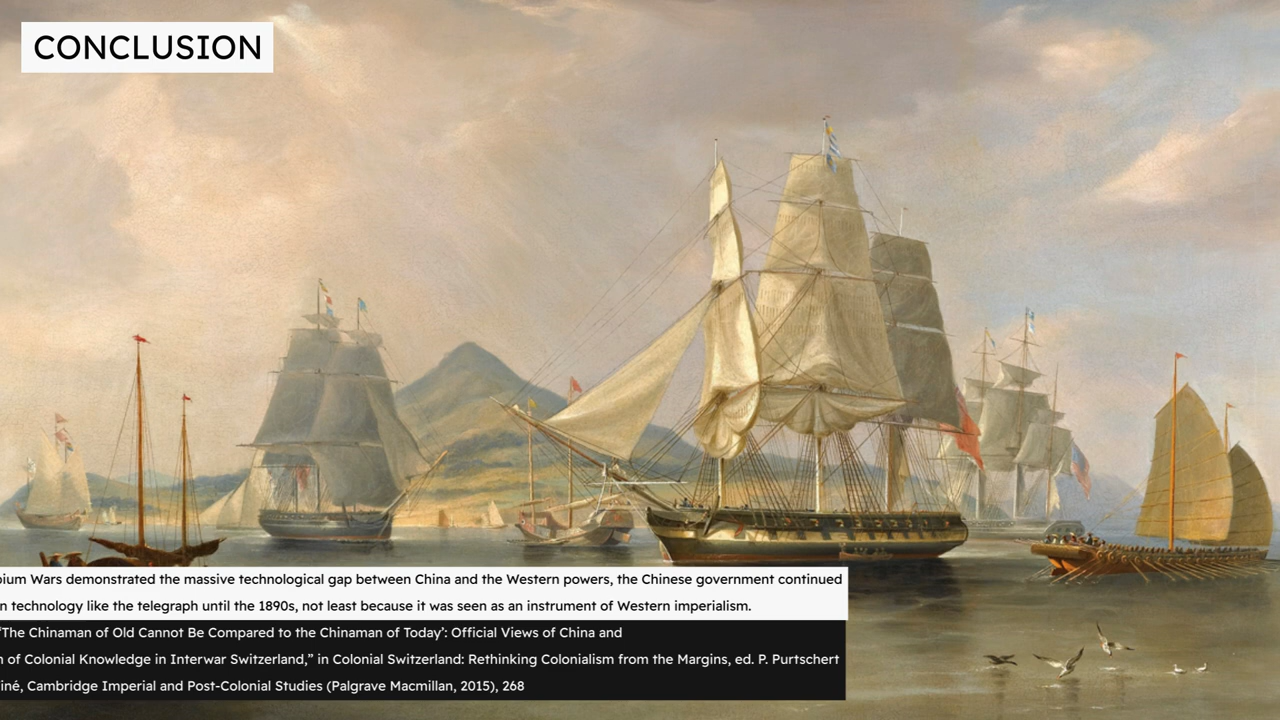 CONCLUSION
pium Wars demonstrated the massive technological gap between China and the Western powers, the Chinese government continued
n technology like the telegraph until the 1890s, not least because it was seen as an instrument of Western imperialism.
‘The Chinaman of Old Cannot Be Compared to the Chinaman of Today’: Official Views of China and
n of Colonial Knowledge in Interwar Switzerland,” in Colonial Switzerland: Rethinking Colonialism from the Margins, ed. P. Purtschert
iné, Cambridge Imperial and Post-Colonial Studies (Palgrave Macmillan, 2015), 268